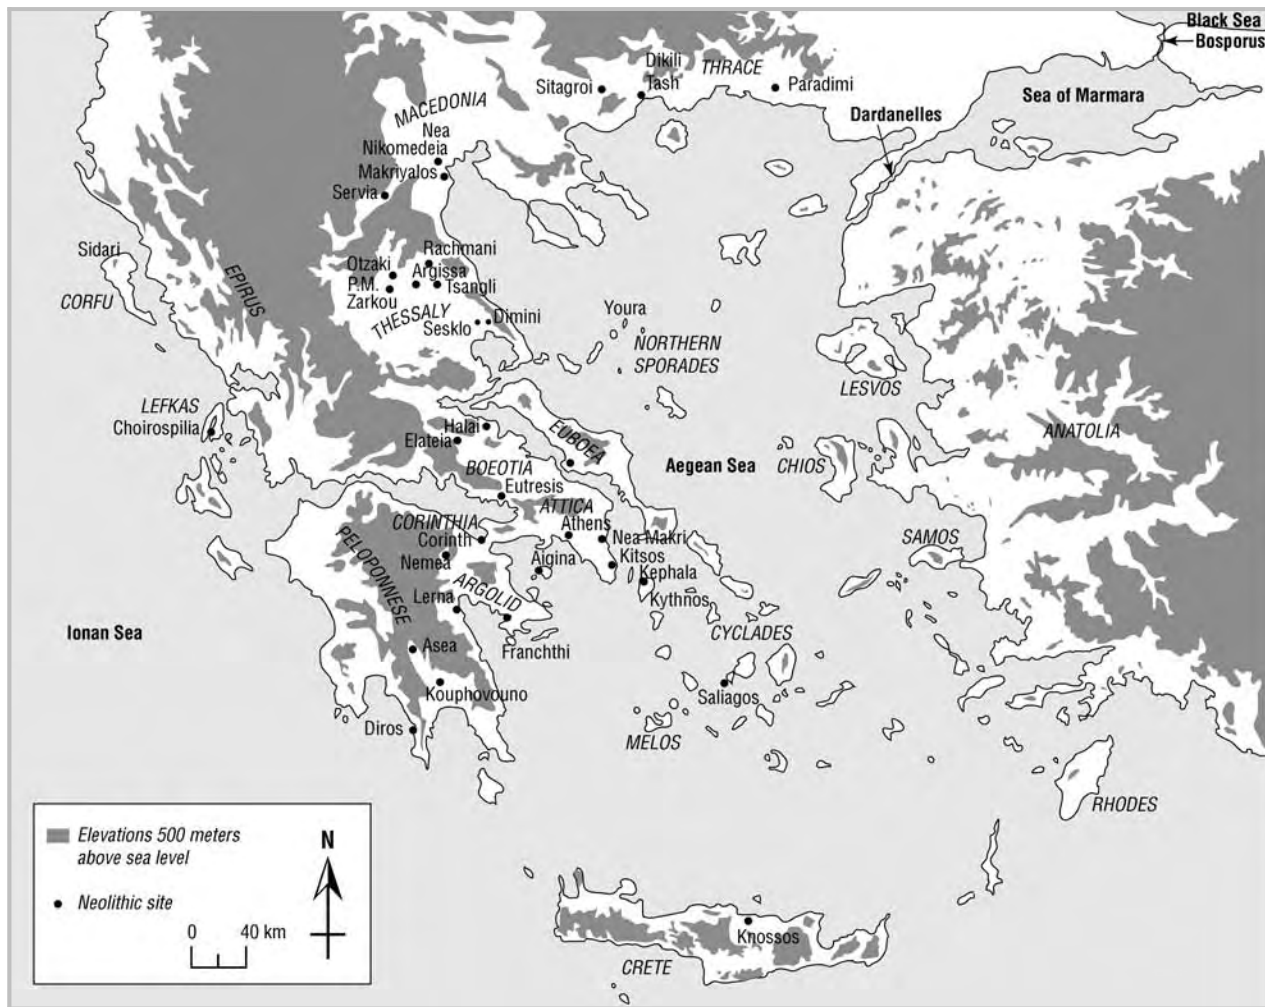 Black Sea
Bosporus
Dikili
THRACE
Sitagroi
Tash
Paradimi
Sea of Marmara
MACEDONIA
Dardanelles
Nea
Nikomedeia
Makriyalos
Servia
Sidari
Rachmani
Otzaki
Argissa
P.M.
Tsangli
Zarkou
EPIRUS
CORFU
THESSALY
Dimini
Sesklo
Youra
NORTHERN
SPORADES
LESVOS
LEFKAS
Choirospilia
Halai
Elateia
EUBOEA
ANATOLIA
BOEOTIA
Aegean Sea
CHIOS
Eutresis
ATTICA
CORINTHIA
Athens
Corinth
Nea Makri
SAMOS
PELOPONNESE
Nemea
Aigina
Kitsos
Kephala
ARGOLID
Lerna
Kythnos
Ionan Sea
CYCLADES
Asea
Franchthi
Kouphovouno
Saliagos
Diros
MELOS
RHODES
Elevations 500 meters
above sea level
N
Neolithic site
0 40 km
Knossos
CRETE